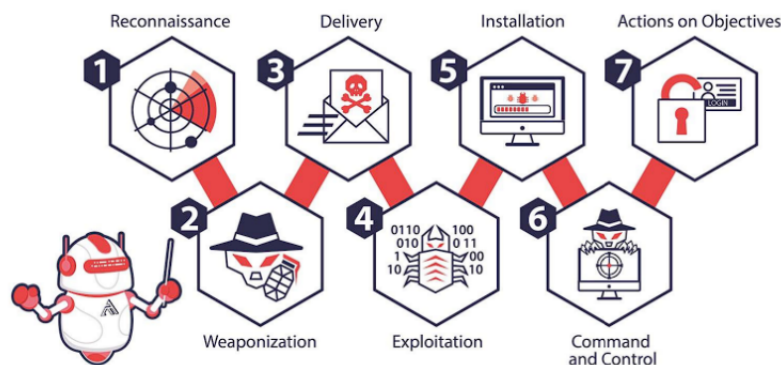 Reconnaissance
Delivery
Installation
Actions on Objectives
1
3
5
7
LOGIN
2
4
6
0110 100
010 0 11
1 00
10 10
Weaponization
Exploitation
Command
and Control